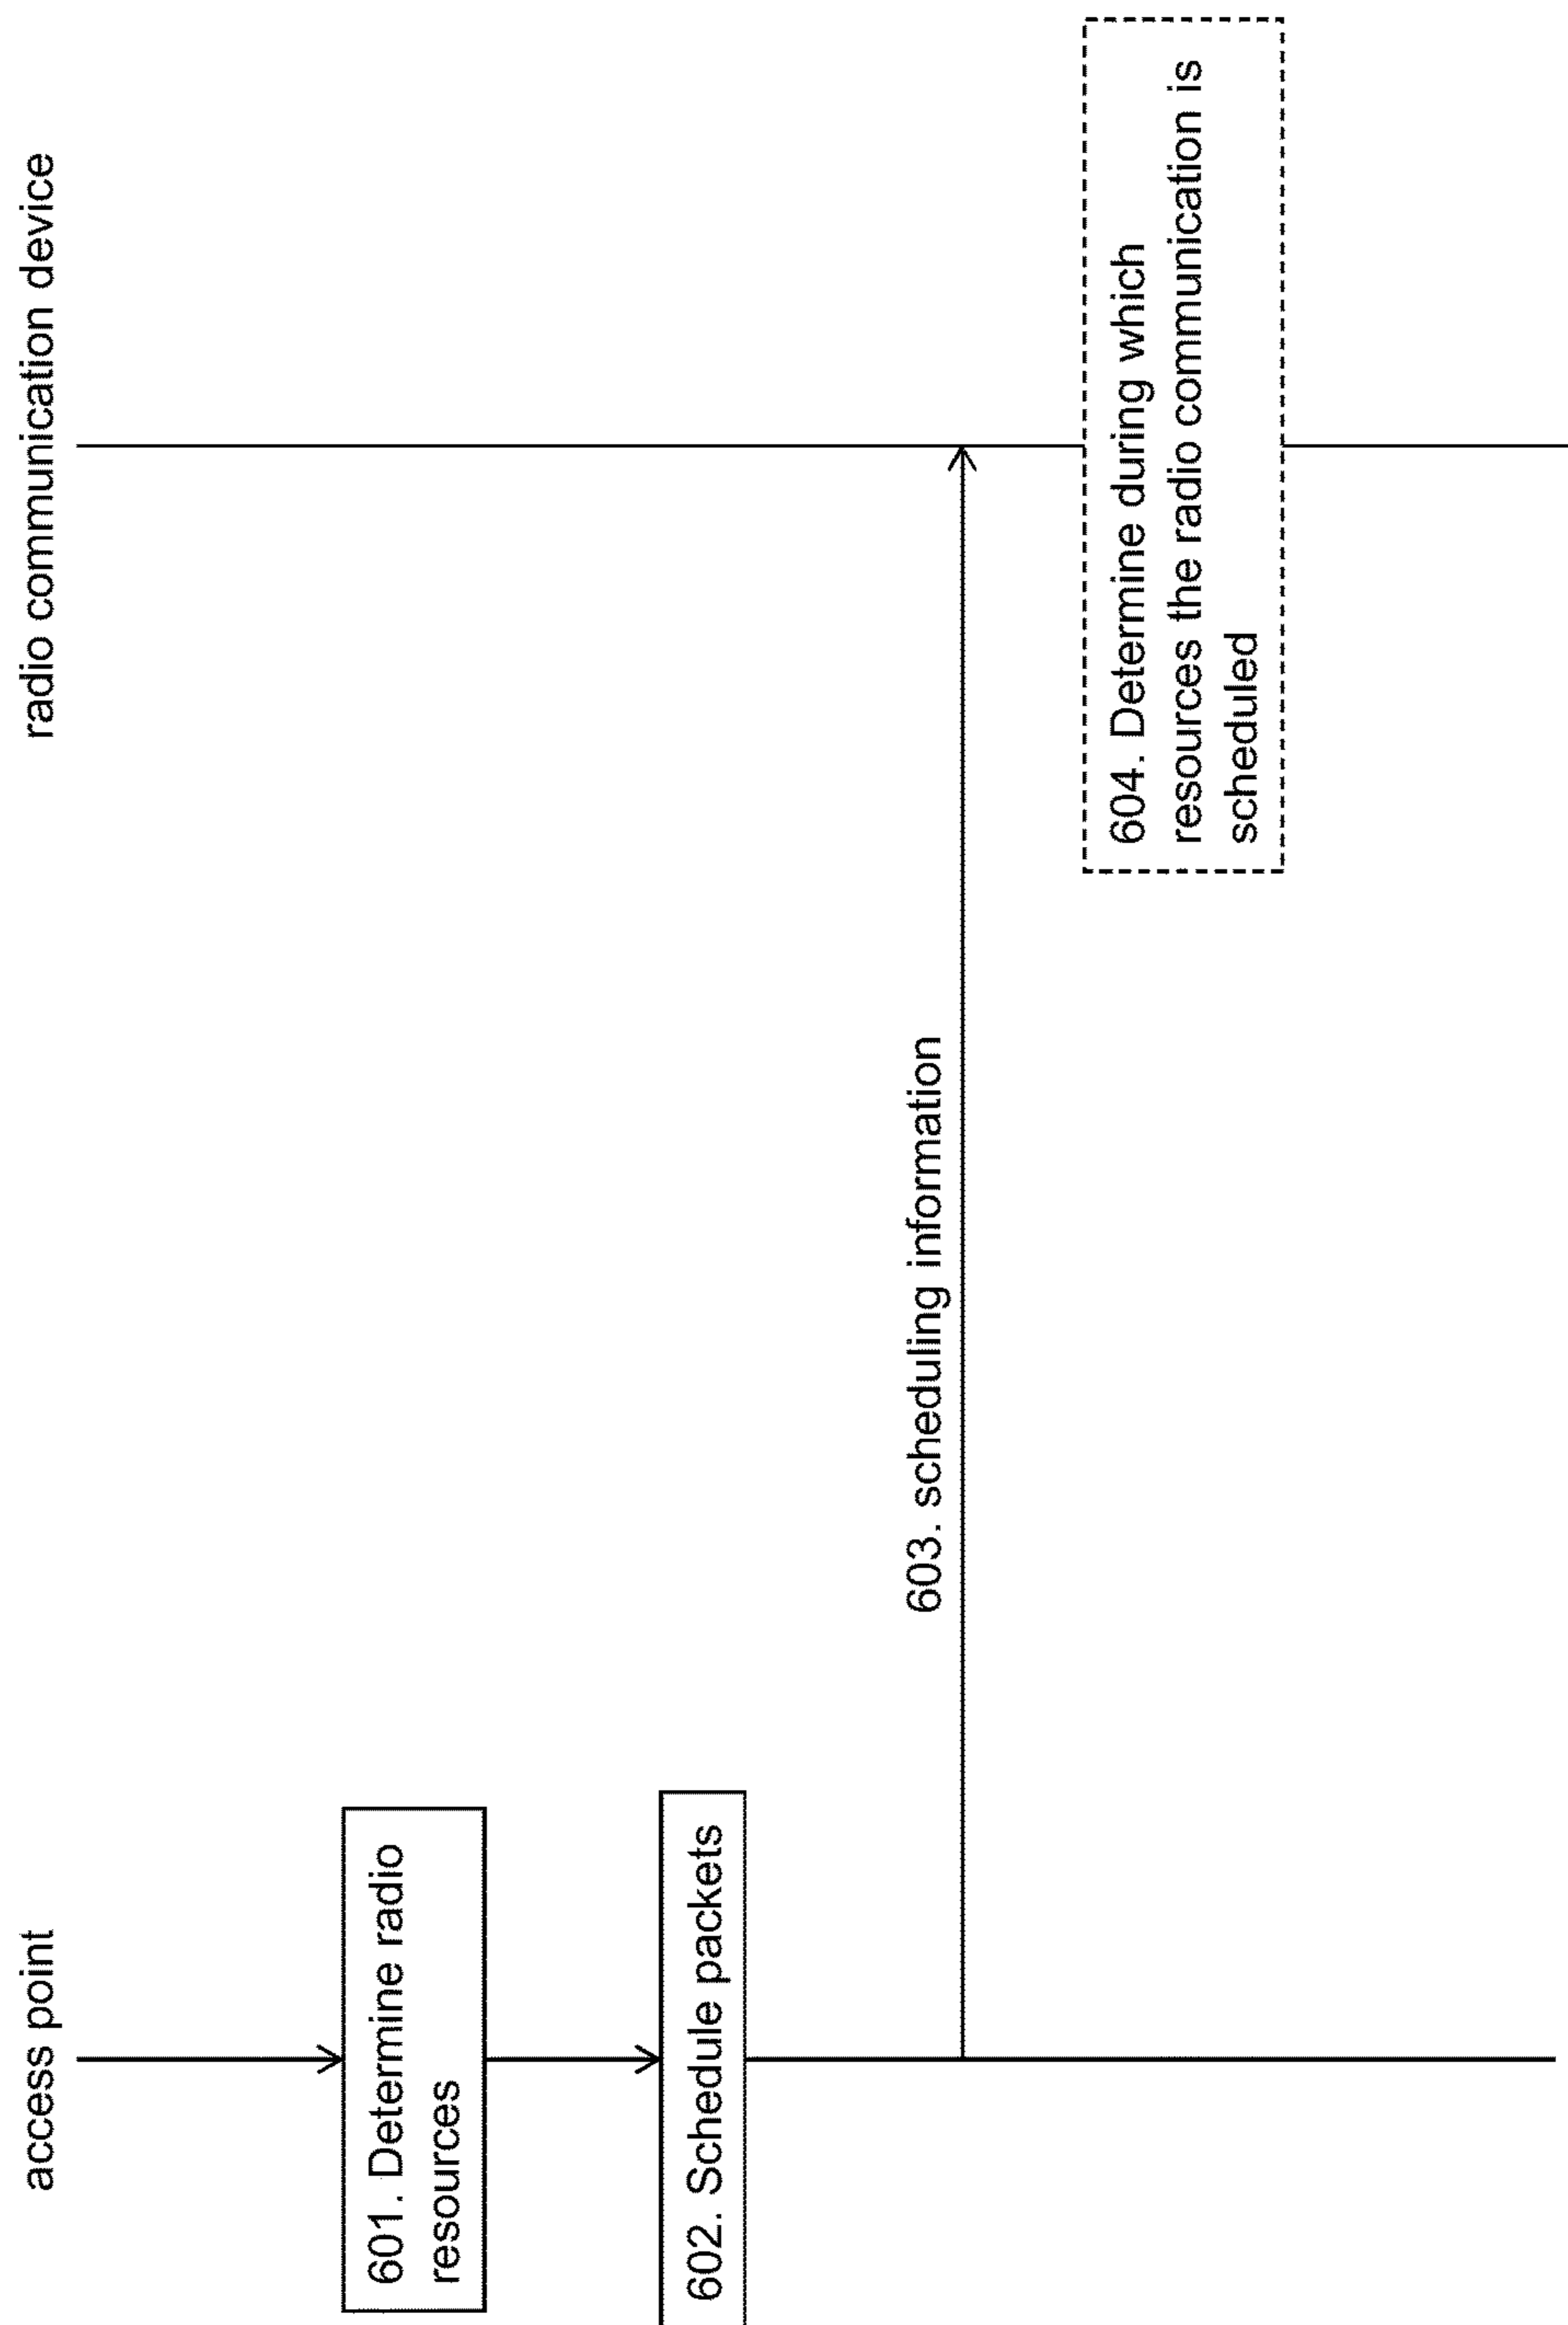 access point
radio communication device
601. Determine radio
resources
602. Schedule packets
603. scheduling information
604. Determine during which
resources the radio communication is
scheduled